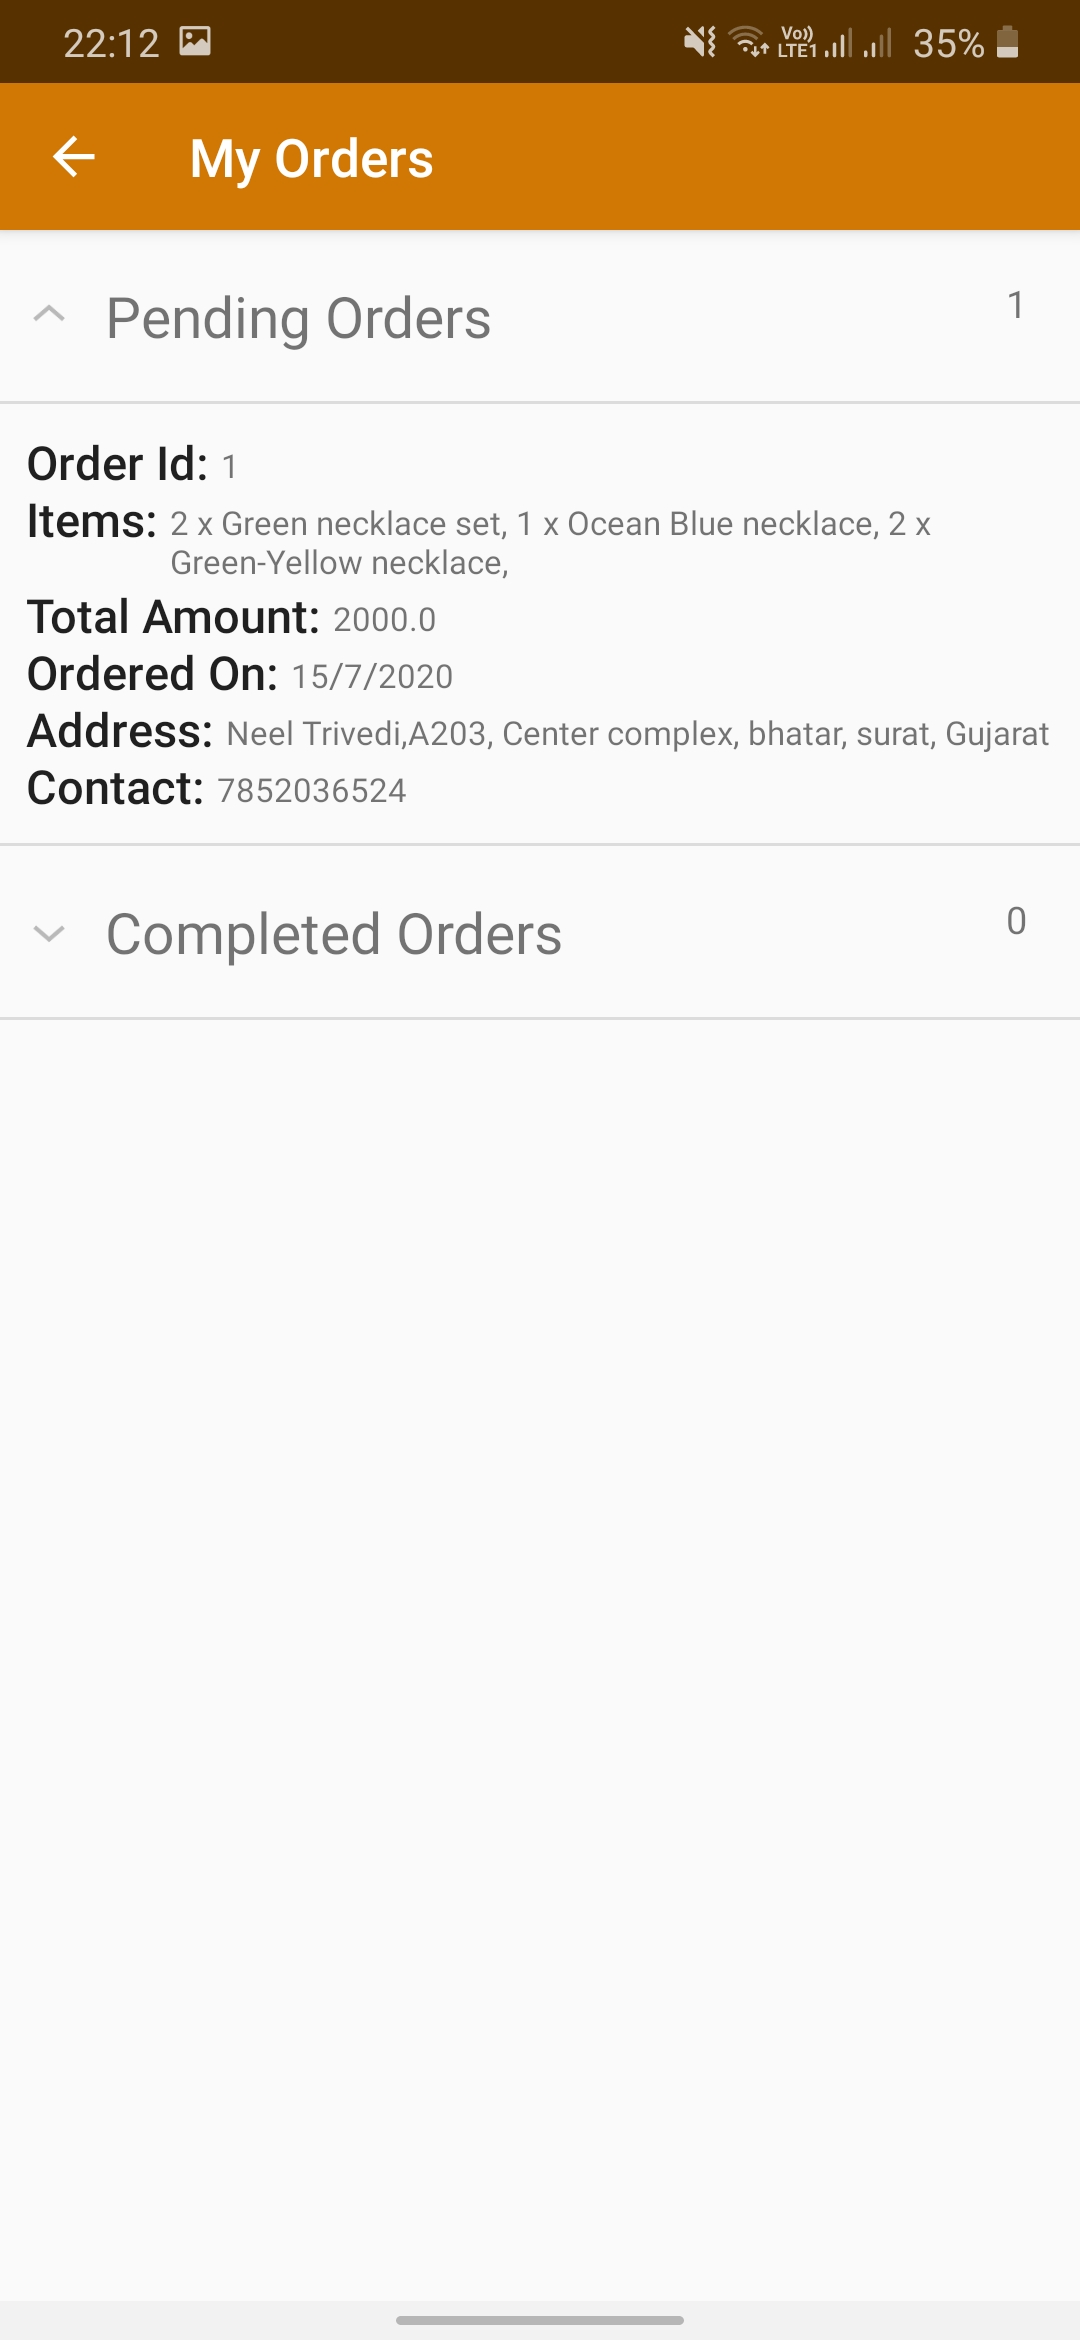 22:12 Vo)) LTE1 35%
My Orders
Pending Orders 1
Order Id: 1
Items: 2 x Green necklace set, 1 x Ocean Blue necklace, 2 x
Green-Yellow necklace,
Total Amount: 2000.0
Ordered On: 15/7/2020
Address: Neel Trivedi,A203, Center complex, bhatar, surat, Gujarat
Contact: 7852036524
Completed Orders 0